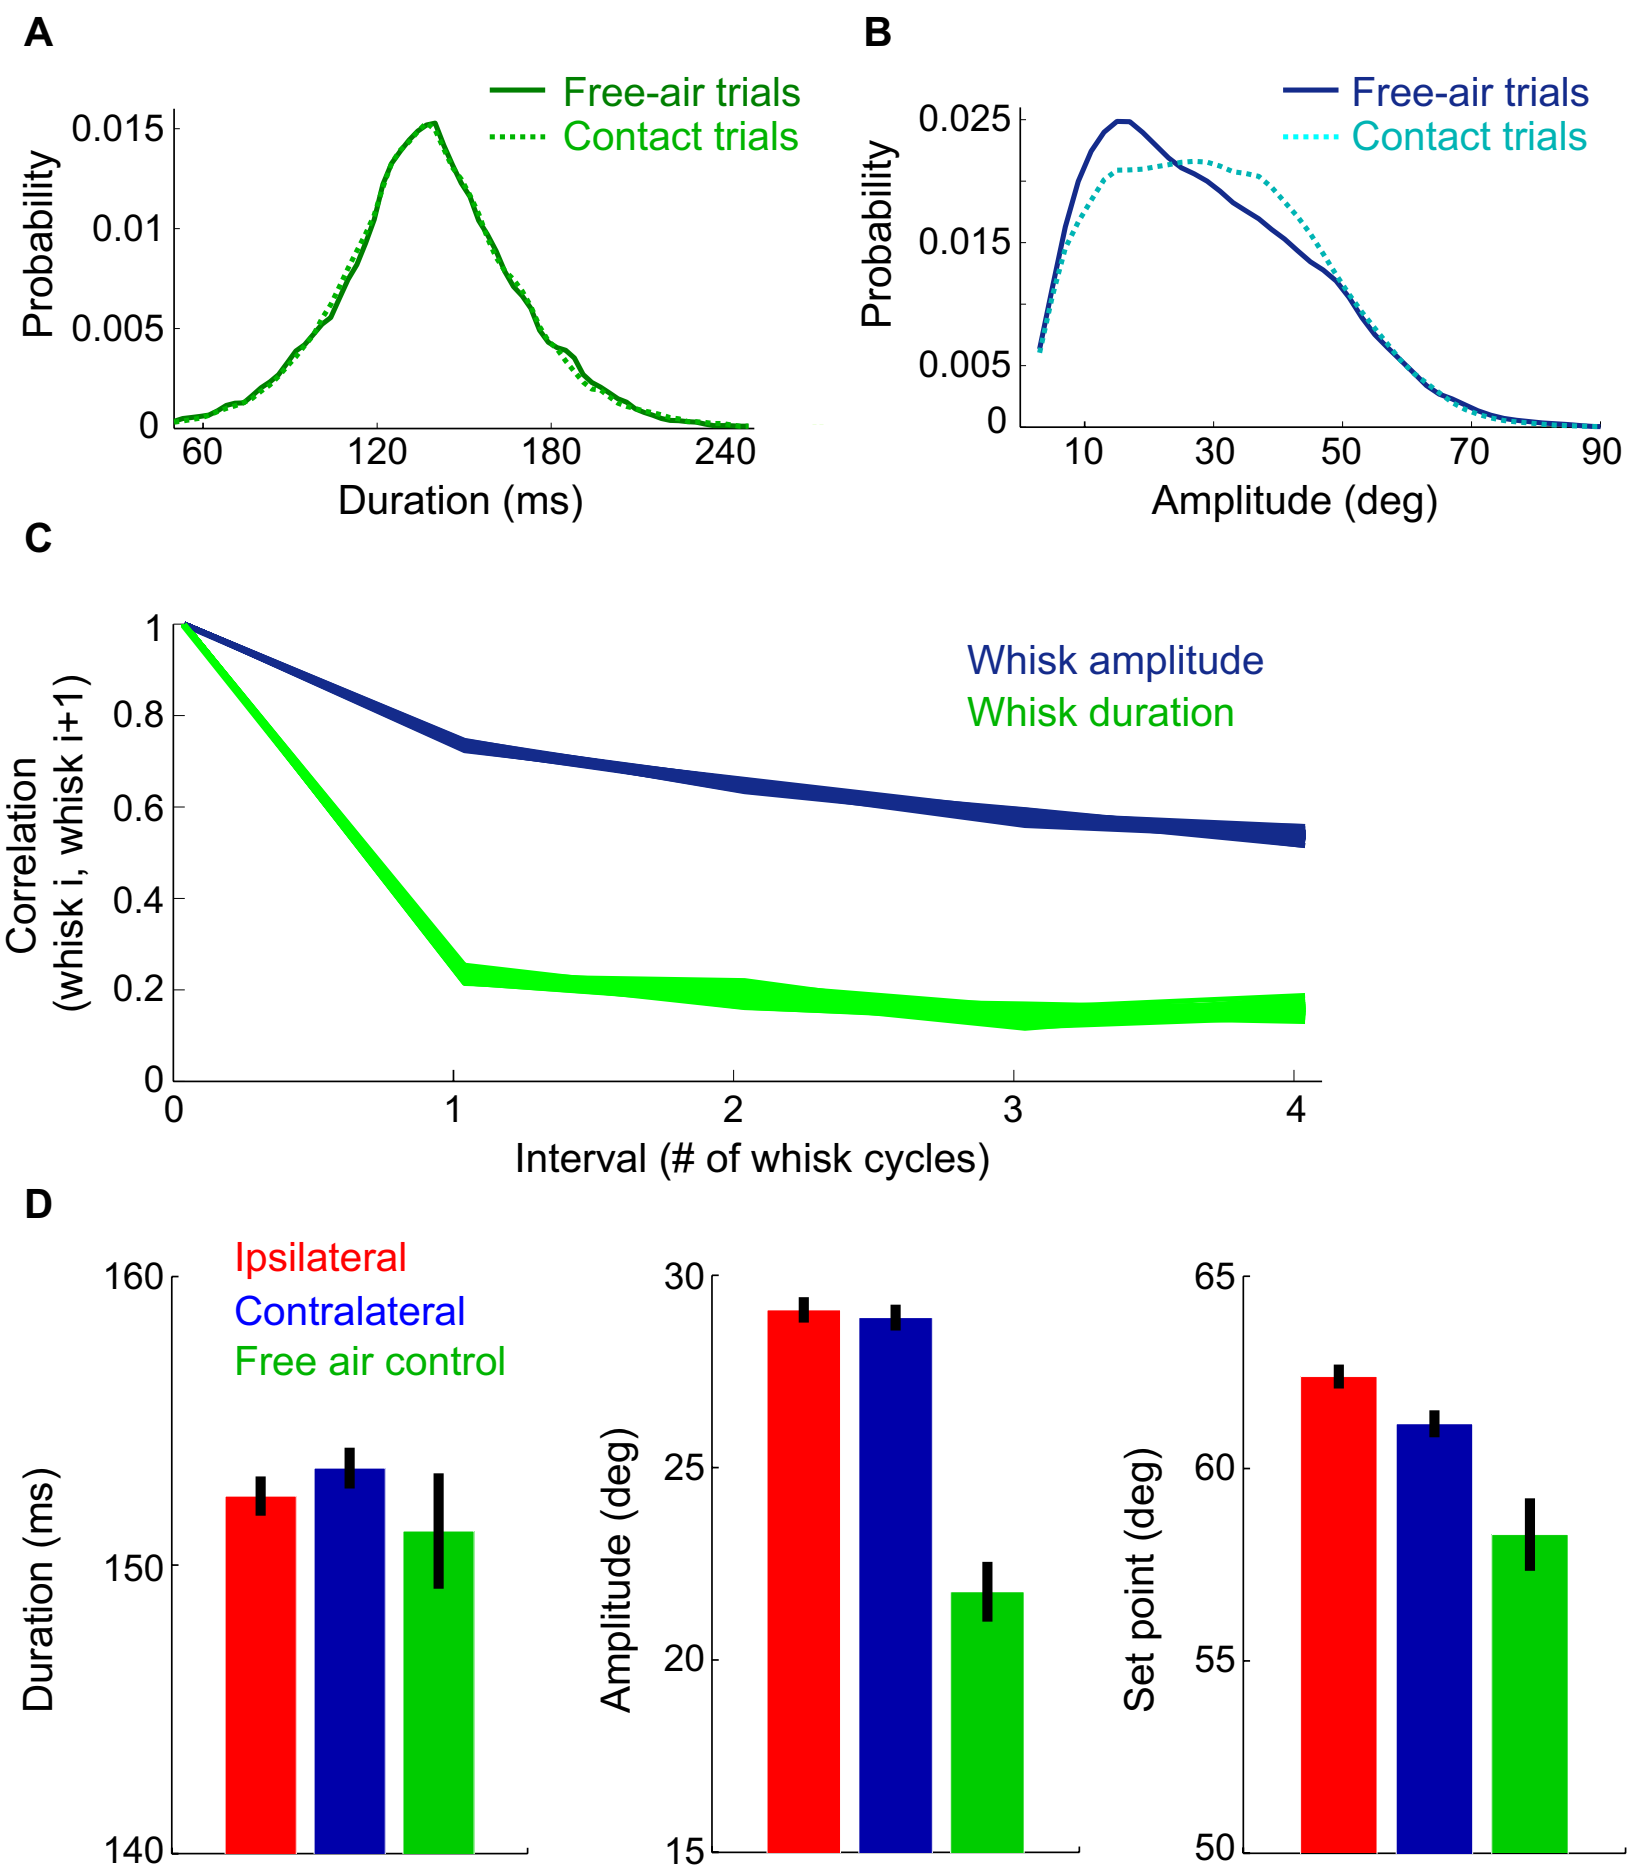 A
Free-air trials
Contact trials
Probability
0.015
0.01
0.005
0
60 120 180 240
Duration (ms)
B
Free-air trials
Contact trials
Probability
0.025
0.015
0.005
0
10 30 50 70 90
Amplitude (deg)
C
Correlation
(whisk i, whisk i+1)
1
0.8
0.6
0.4
0.2
0
Whisk amplitude
Whisk duration
0 1 2 3 4
Interval (# of whisk cycles)
D
Ipsilateral
Contralateral
Free air control
Duration (ms)
160
150
140
Amplitude (deg)
30
25
20
15
Set point (deg)
65
60
55
50